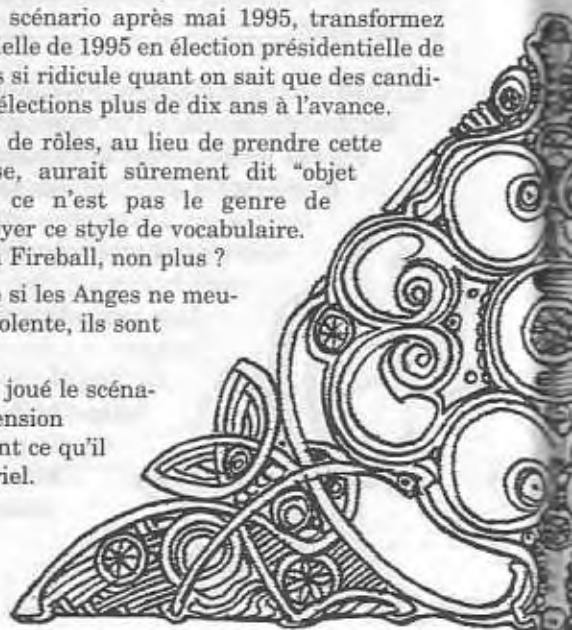 scénario après mai 1995, transformez
elle de 1995 en élection présidentielle de
s si ridicule quant on sait que des candi-
élections plus de dix ans à l'avance.
de rôles, au lieu de prendre cette
se, aurait sûrement dit "objet
ce n'est pas le genre de
yer ce style de vocabulaire.
Fireball, non plus ?
si les Anges ne meu-
olente, ils sont
joué le scéna-
ension
nt ce qu'il
iel.